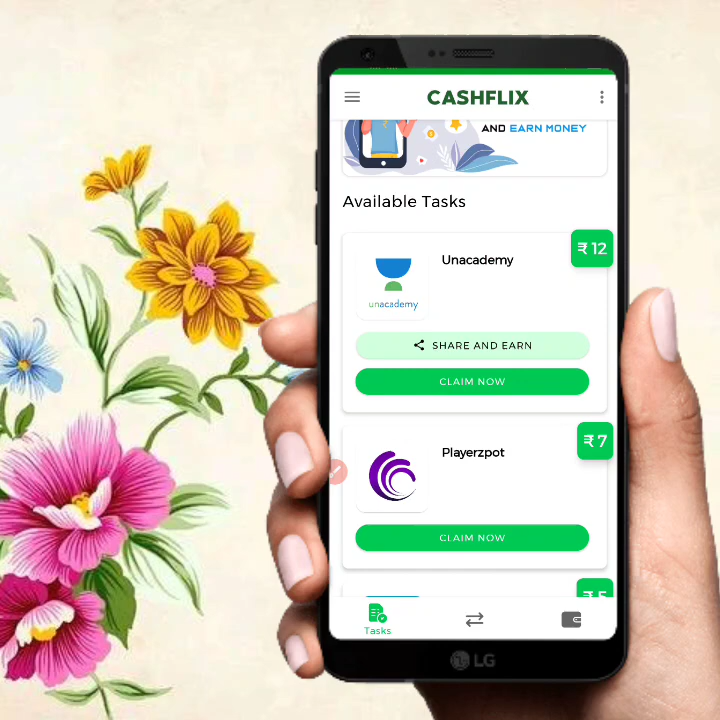 CASHFLIX
AND EARN MONEY
Available Tasks
₹ 12
Unacademy
unacademy
SHARE AND EARN
CLAIM NOW
₹ 7
Playerzpot
CLAIM NOW
₹ 5
Tasks
LG